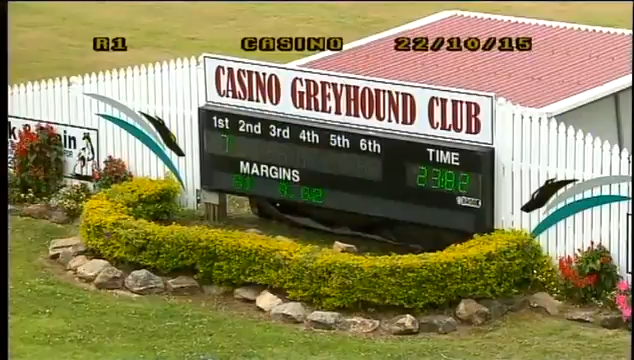 R1 CASINO 22/10/15
CASINO GREYHOUND CLUB
1st 2nd 3rd 4th 5th 6th
TIME
7
23:82
MARGINS